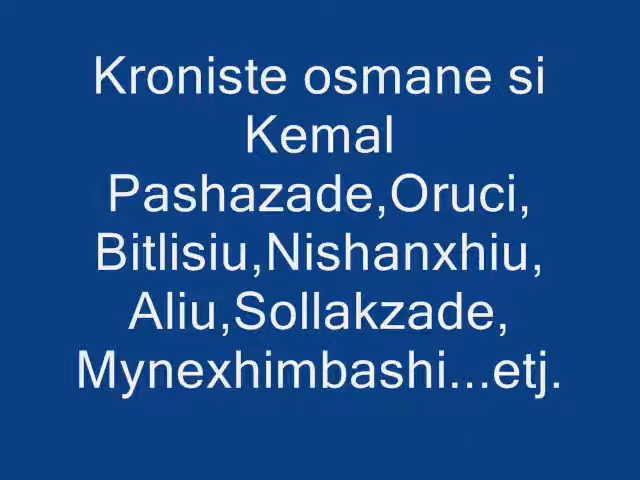 Kroniste osmane si
Kemal
Pashazade,Oruci,
Bitlisiu,Nishanxhiu,
Aliu,Sollakzade,
Mynexhimbashi...etj.